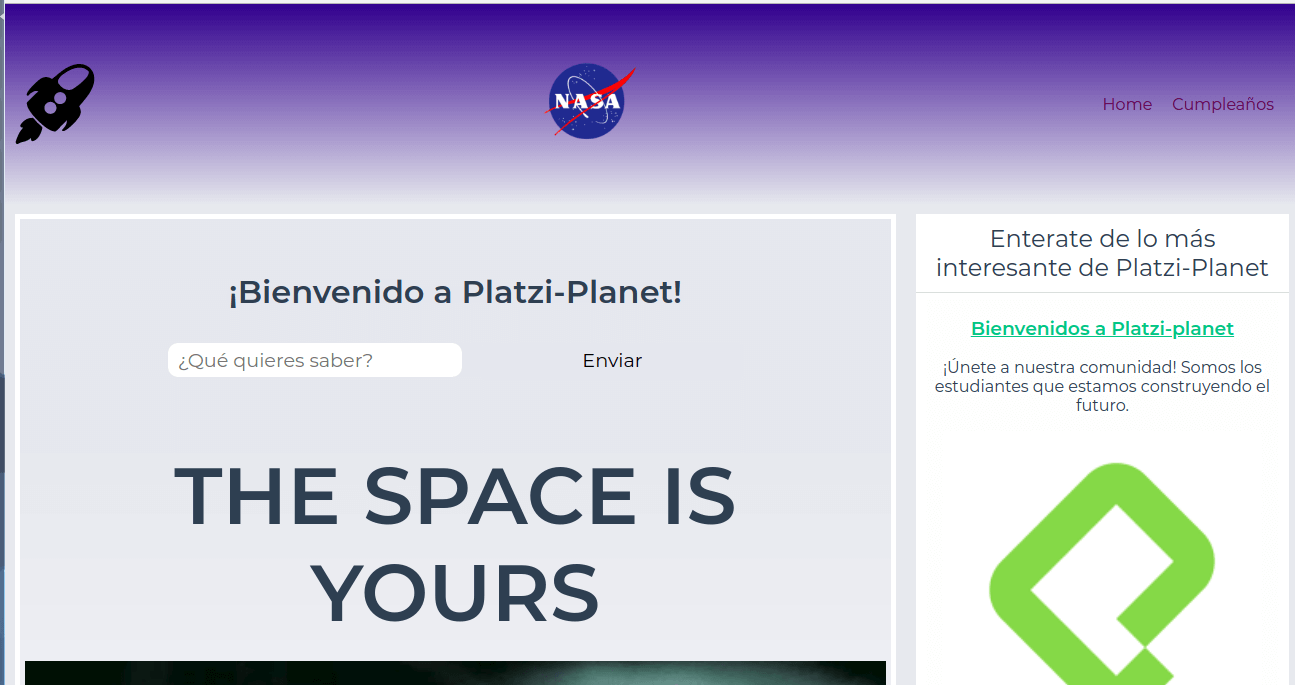 NASA
Home Cumpleaños
¡Bienvenido a Platzi-Planet!
¿Qué quieres saber? Enviar
THE SPACE IS
YOURS
Enterate de lo más
interesante de Platzi-Planet
Bienvenidos a Platzi-planet
¡Únete a nuestra comunidad! Somos los
estudiantes que estamos construyendo el
futuro.